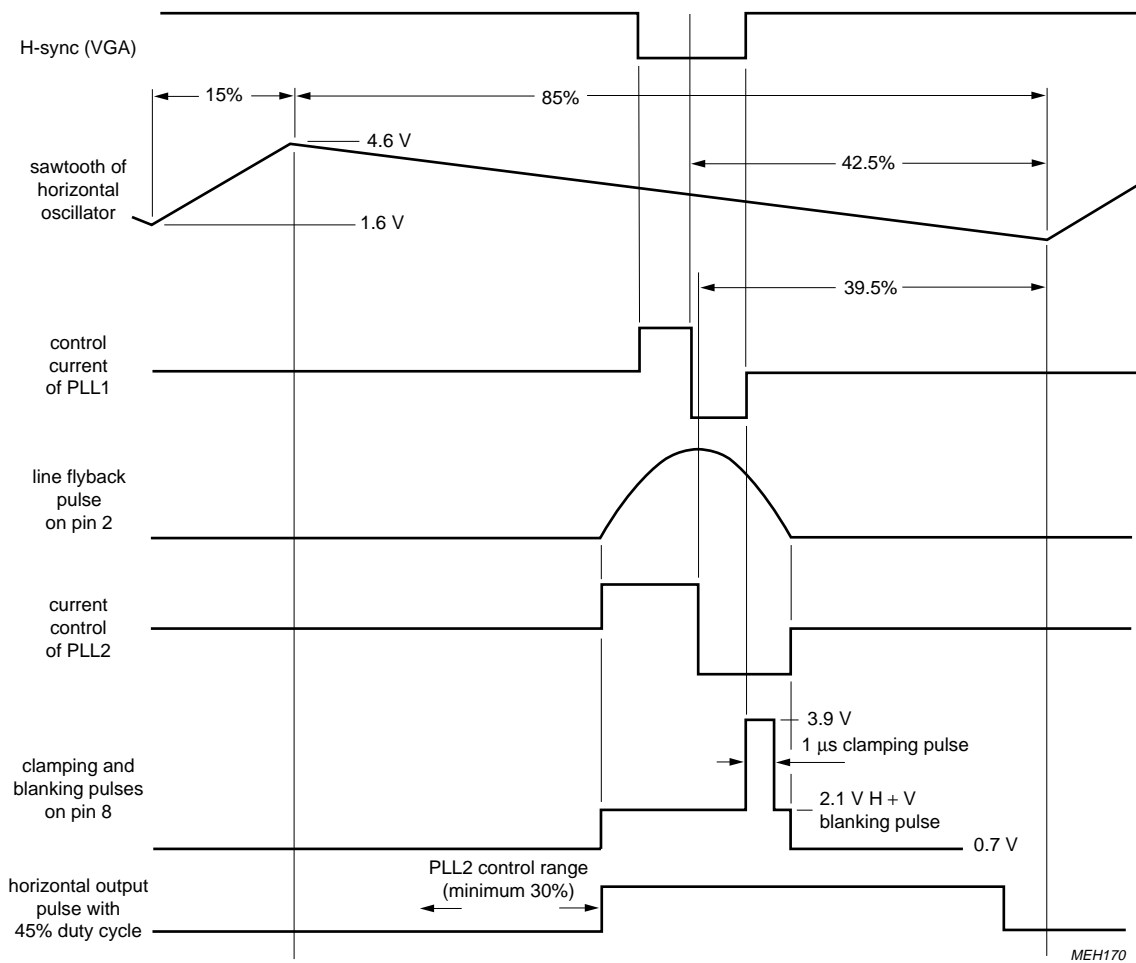 H-sync (VGA)
15%
85%
4.6 V
sawtooth of
horizontal
oscillator
42.5%
1.6 V
39.5%
control
current
of PLL1
line flyback
pulse
on pin 2
current
control
of PLL2
3.9 V
1 μs clamping pulse
clamping and
blanking pulses
on pin 8
2.1 V H + V
blanking pulse
0.7 V
PLL2 control range
(minimum 30%)
horizontal output
pulse with
45% duty cycle
MEH170